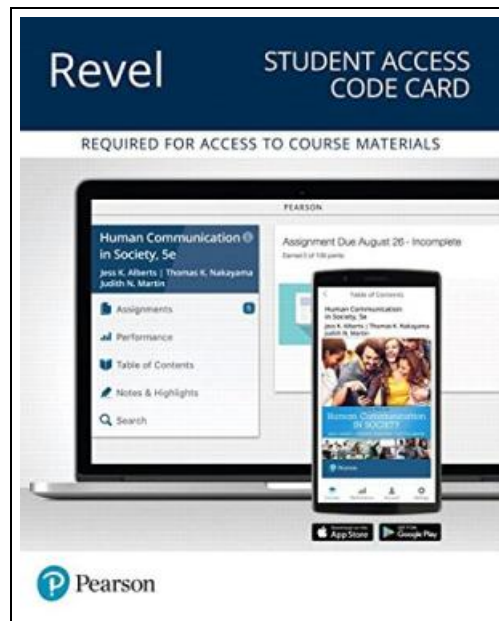 Revel
STUDENT ACCESS
CODE CARD
REQUIRED FOR ACCESS TO COURSE MATERIALS
PEARSON
Human Communication
in Society, 5e
Jess K. Alberts | Thomas K. Nakayama
Judith N. Martin
Assignments
Performance
Table of Contents
Notes & Highlights
Search
Assignment Due August 26 - Incomplete
Table of Contents
Human Communication
in Society, 5e
Jess K. Alberts | Thomas K. Nakayama
Judith N. Martin
Human Communication
IN SOCIETY
App Store
Google Play
Pearson